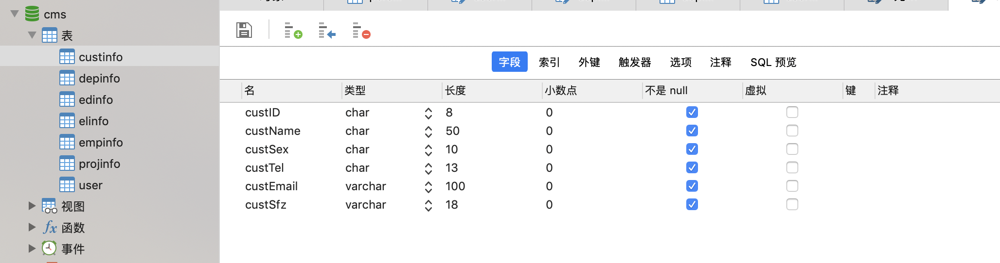 cms
表
custinfo
depinfo
edinfo
elinfo
empinfo
projinfo
user
视图
fx 函数
事件
字段 索引 外键 触发器 选项 注释 SQL 预览
名 类型 长度 小数点 不是 null 虚拟 键 注释
custID char 8 0
custName char 50 0
custSex char 10 0
custTel char 13 0
custEmail varchar 100 0
custSfz varchar 18 0